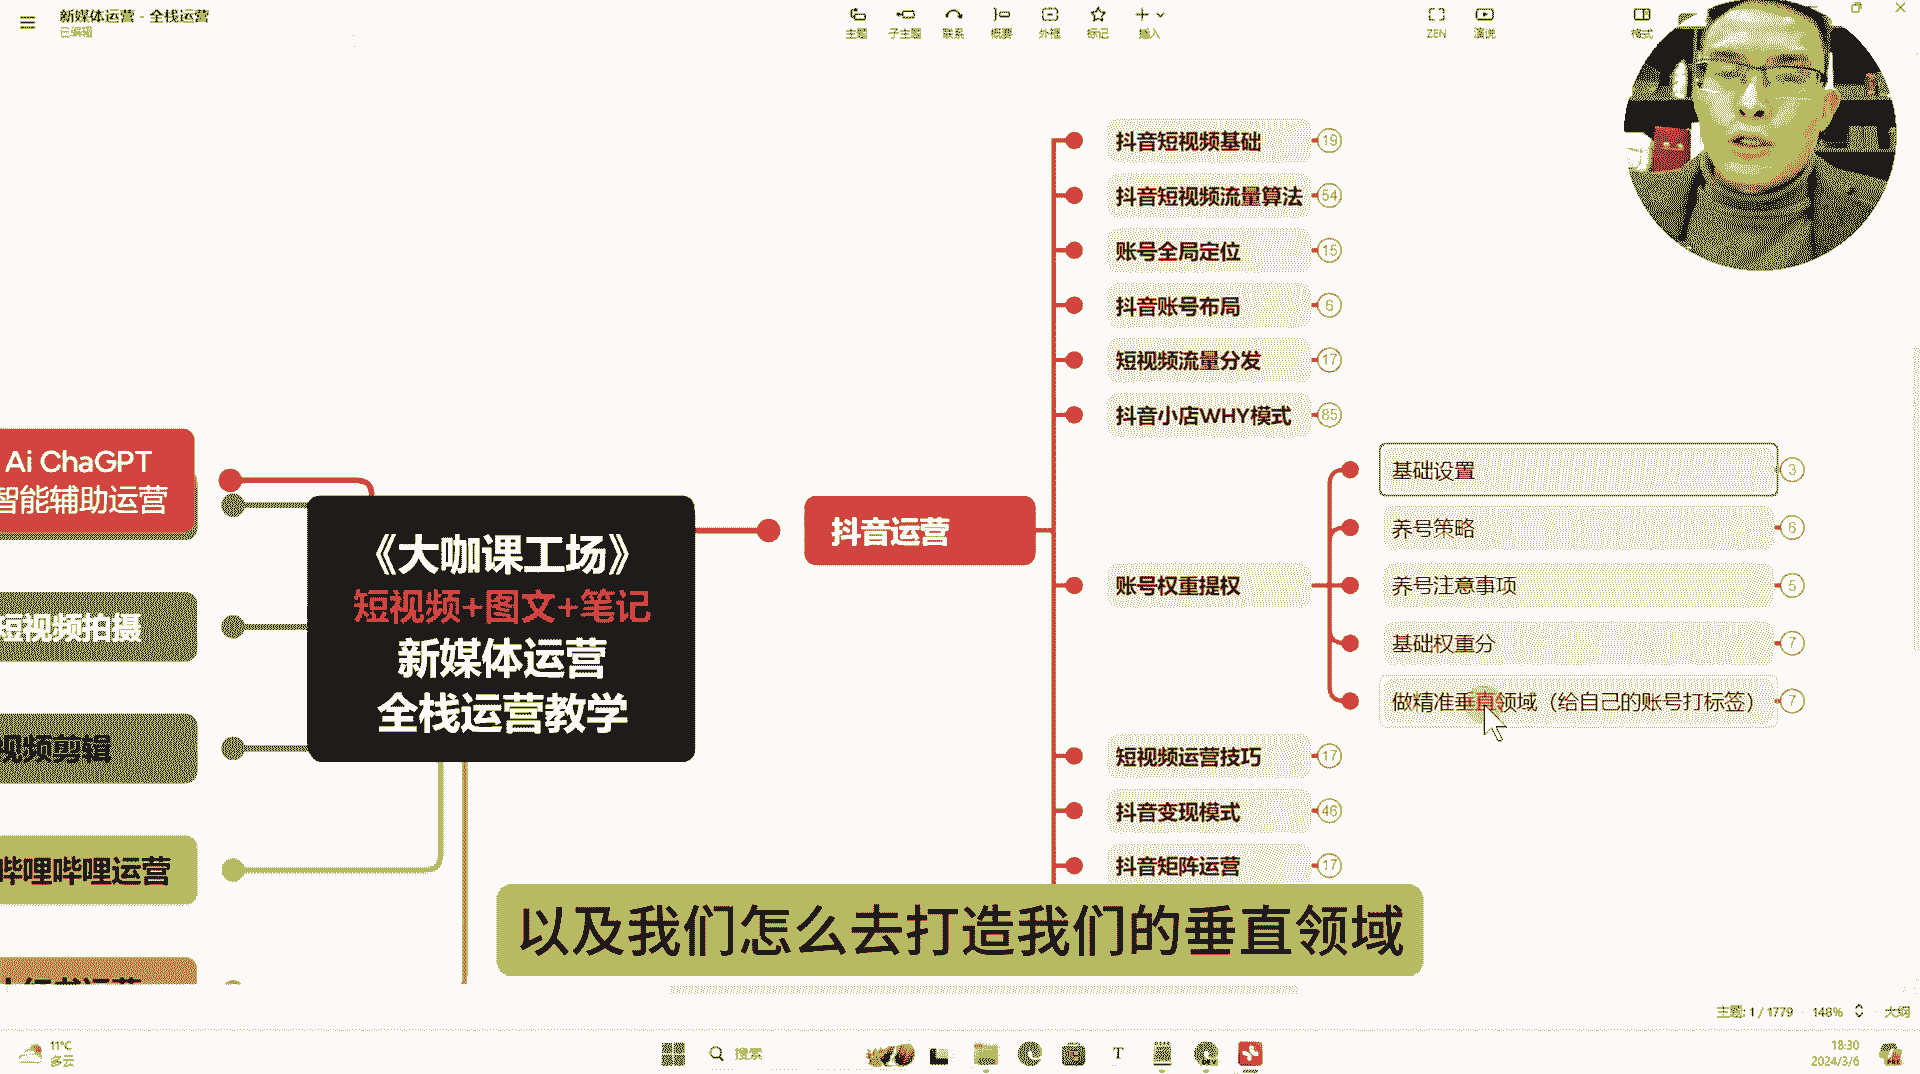 新媒体运营 - 全栈运营
已编辑
主题
子主题
联系
概要
外框
标记
插入
ZEN
演说
格式
抖音短视频基础
19
抖音短视频流量算法
54
账号全局定位
15
抖音账号布局
6
短视频流量分发
17
抖音小店WHY模式
85
Ai ChaGPT
智能辅助运营
《大咖课工场》
短视频+图文+笔记
新媒体运营
全栈运营教学
抖音运营
账号权重提权
基础设置
3
养号策略
6
养号注意事项
5
基础权重分
7
做精准垂直领域（给自己的账号打标签）
7
短视频拍摄
视频剪辑
哔哩哔哩运营
短视频运营技巧
17
抖音变现模式
46
抖音矩阵运营
17
以及我们怎么去打造我们的垂直领域
主题: 1 / 1779
148%
大纲
11°C
多云
搜索
18:30
2024/3/6